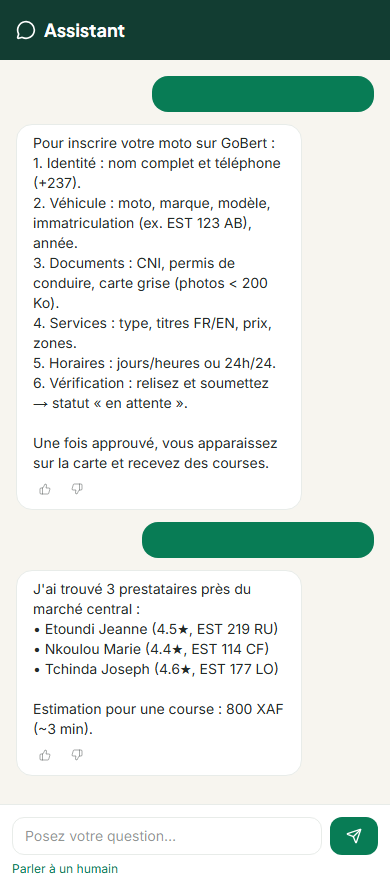 Assistant
Pour inscrire votre moto sur GoBert :
1. Identité : nom complet et téléphone
(+237).
2. Véhicule : moto, marque, modèle,
immatriculation (ex. EST 123 AB),
année.
3. Documents : CNI, permis de
conduire, carte grise (photos < 200
Ko).
4. Services : type, titres FR/EN, prix,
zones.
5. Horaires : jours/heures ou 24h/24.
6. Vérification : relisez et soumettez
→ statut « en attente ».
Une fois approuvé, vous apparaissez
sur la carte et recevez des courses.
J'ai trouvé 3 prestataires près du
marché central :
• Etoundi Jeanne (4.5★, EST 219 RU)
• Nkoulou Marie (4.4★, EST 114 CF)
• Tchinda Joseph (4.6★, EST 177 LO)
Estimation pour une course : 800 XAF
(~3 min).
Posez votre question...
Parler à un humain